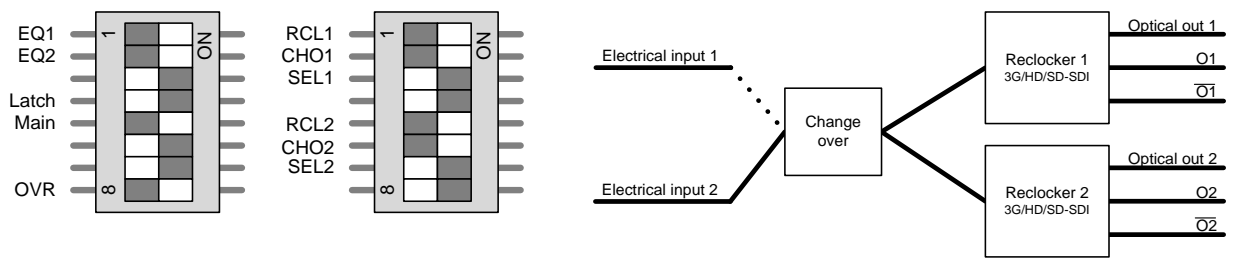 EQ1
EQ2
Latch
Main
OVR
1
8
ON
RCL1
CHO1
SEL1
RCL2
CHO2
SEL2
1
8
ON
Electrical input 1
Electrical input 2
Change
over
Reclocker 1
3G/HD/SD-SDI
Optical out 1
O1
O1
Reclocker 2
3G/HD/SD-SDI
Optical out 2
O2
O2